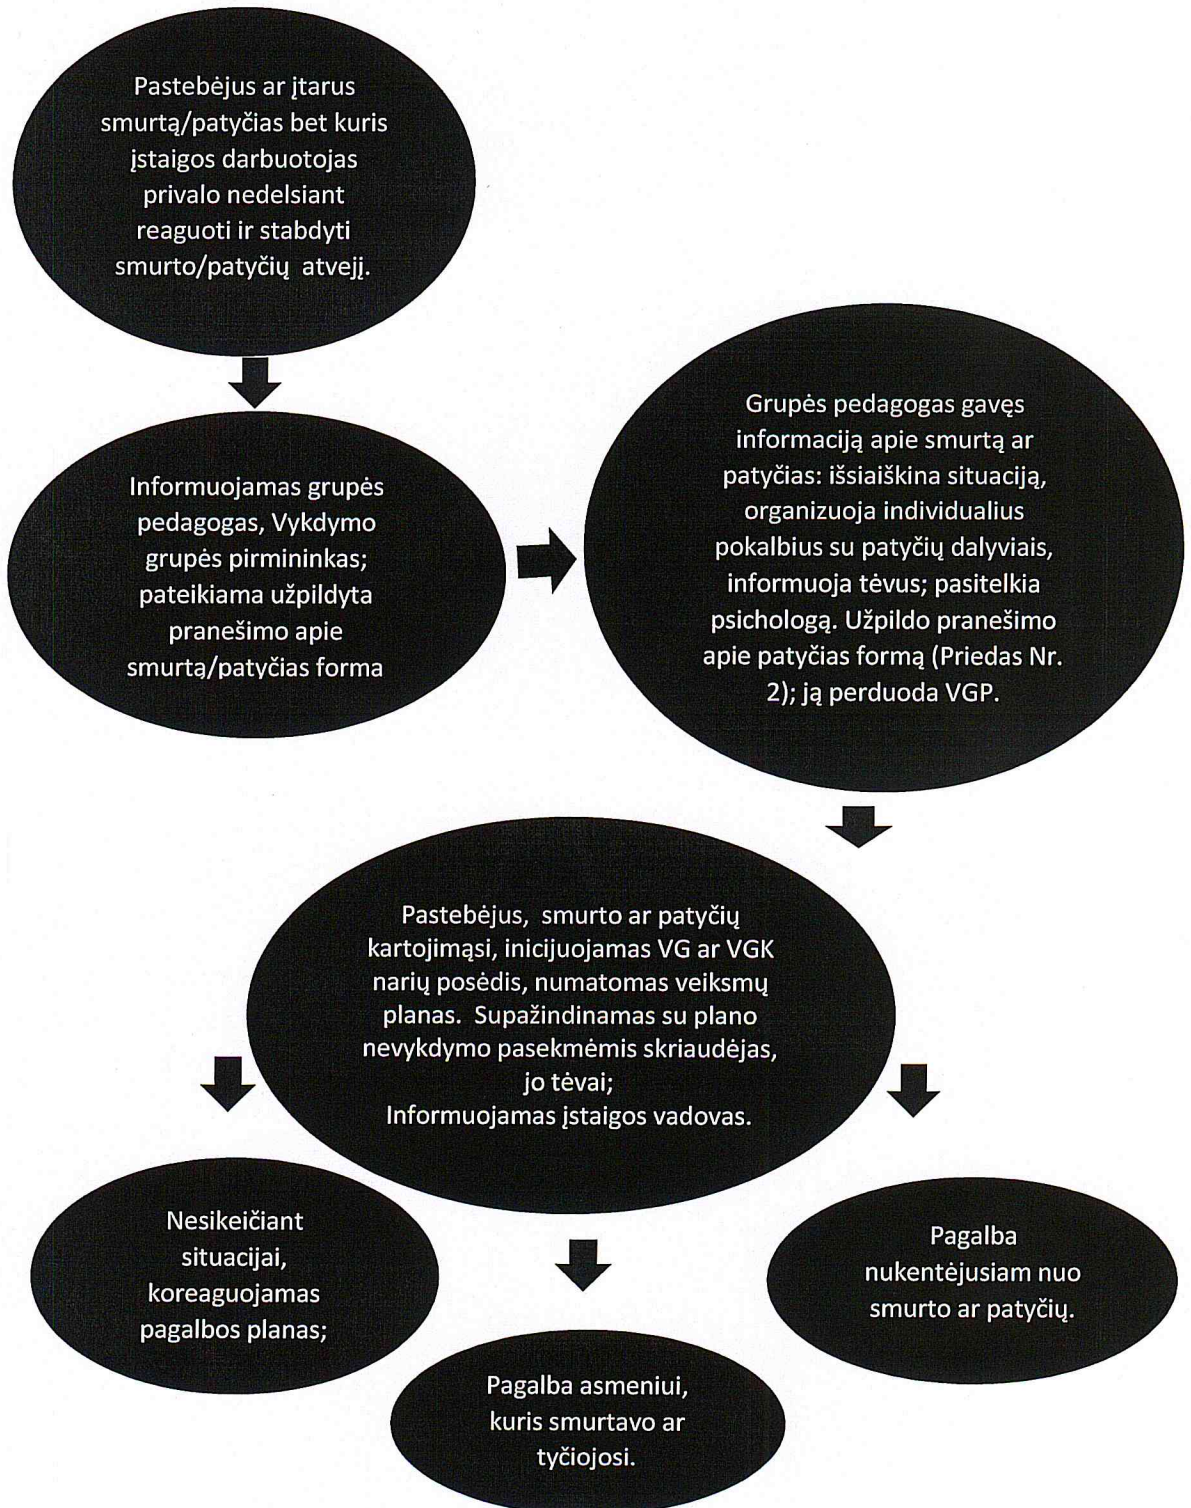 Pastebėjus ar įtarus
smurtą/patyčias bet kuris
įstaigos darbuotojas
privalo nedelsiant
reaguoti ir stabdyti
smurto/patyčių atvejį.
Informuojamas grupės
pedagogas, Vykdymo
grupės pirmininkas;
pateikiama užpildyta
pranešimo apie
smurtą/patyčias forma
Grupės pedagogas gavęs
informaciją apie smurtą ar
patyčias: išsiaiškina situaciją,
organizuoja individualius
pokalbius su patyčių dalyviais,
informuoja tėvus; pasitelkia
psichologą. Užpildo pranešimo
apie patyčias formą (Priedas Nr.
2); ją perduoda VGP.
Pastebėjus, smurto ar patyčių
kartojimąsi, inicijuojamas VG ar VGK
narių posėdis, numatomas veiksmų
planas. Supažindinamas su plano
nevykdymo pasekmėmis skriaudėjas,
jo tėvai;
Informuojamas įstaigos vadovas.
Nesikeičiant
situacijai,
koreaguojamas
pagalbos planas;
Pagalba asmeniui,
kuris smurtavo ar
tyčiojosi.
Pagalba
nukentėjusiam nuo
smurto ar patyčių.